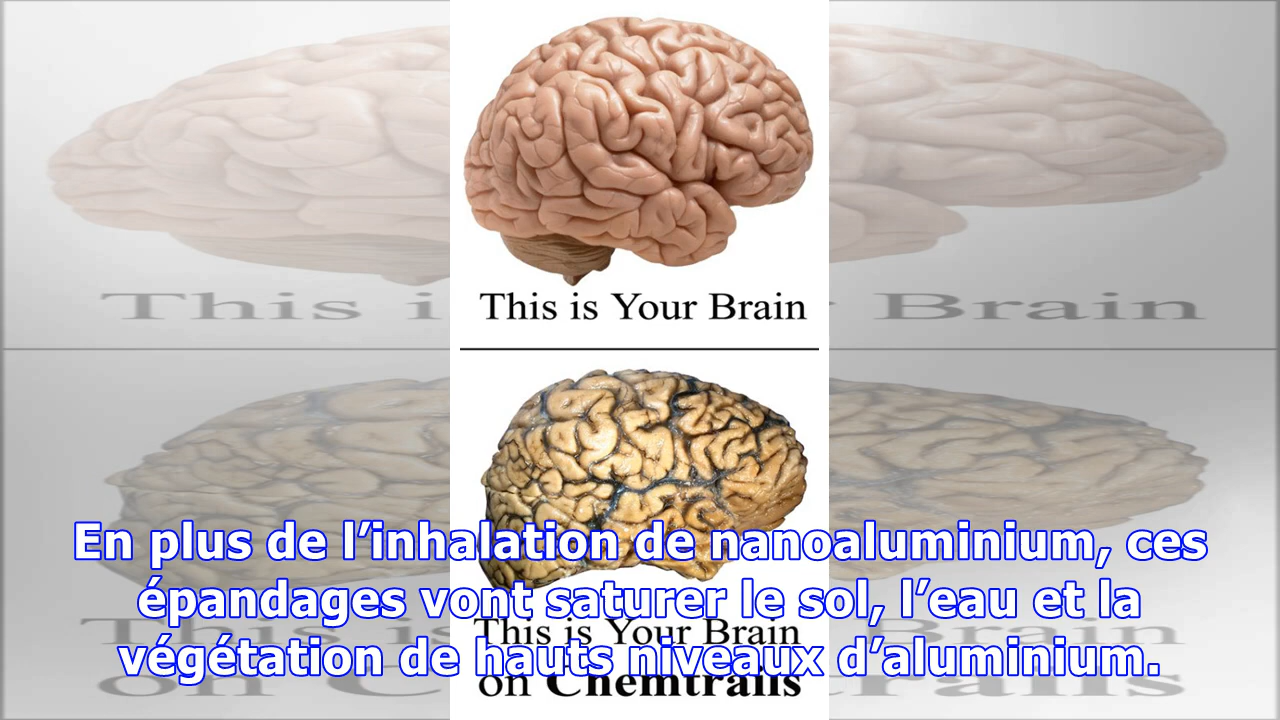 This is Your Brain
En plus de l’inhalation de nanoaluminium, ces
épandages vont saturer le sol, l’eau et la
This is Your Brain
végétation de hauts niveaux d’aluminium.
on Chemtrails